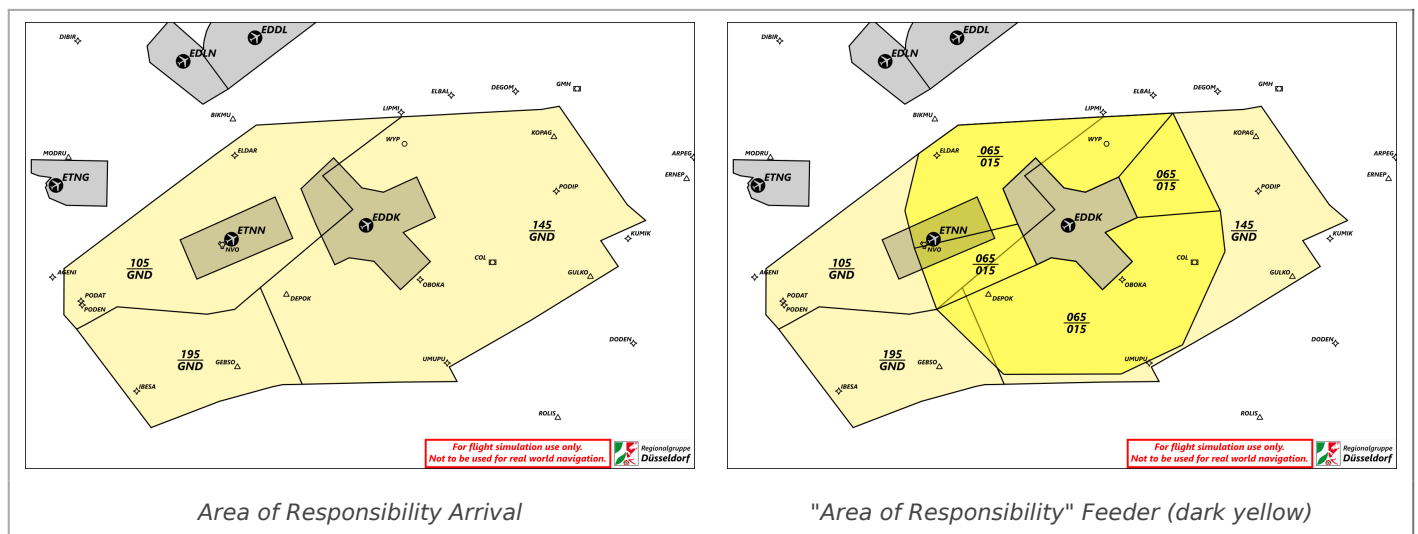 EDDL
DIBIR
EDLN
GMH
DEGOM
ELBAL
LIPMI
BIKMU
KOPAG
WYP
MODRU
ELDAR
ARPEG
ETNG
ERNEP
PODIP
EDDK
145
GND
ETNN
KUMIK
NVO
COL
105
GND
AGENI
GULKO
OBOKA
PODAT
DEPOK
PODEN
DODEN
195
GND
GEBSO
UMUPU
IBESA
ROLIS
For flight simulation use only.
Not to be used for real world navigation.
Regionalgruppe
Düsseldorf
Area of Responsibility Arrival
EDDL
DIBIR
EDLN
GMH
DEGOM
ELBAL
LIPMI
BIKMU
KOPAG
WYP
MODRU
ELDAR
065
015
ARPEG
ETNG
065
015
ERNEP
PODIP
EDDK
145
GND
ETNN
KUMIK
NVO
COL
065
015
105
GND
AGENI
GULKO
OBOKA
PODAT
DEPOK
PODEN
065
015
DODEN
195
GND
GEBSO
UMUPU
IBESA
ROLIS
For flight simulation use only.
Not to be used for real world navigation.
Regionalgruppe
Düsseldorf
"Area of Responsibility" Feeder (dark yellow)